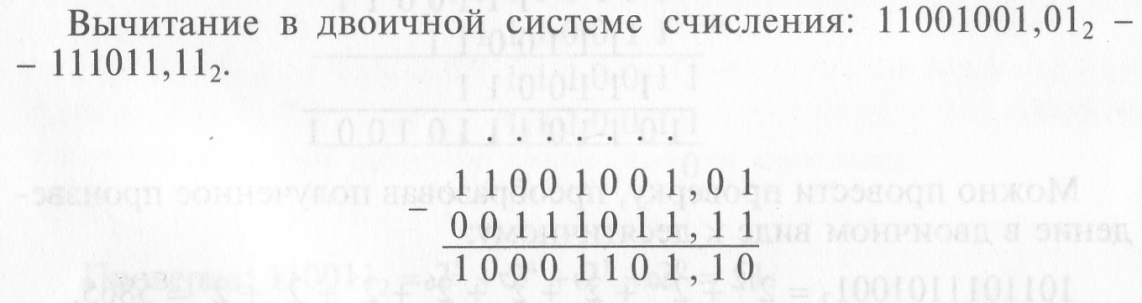 Вычитание в двоичной системе счисления: 11001001,01₂ –
– 111011,11₂.
. . . . . . .
11001001,01
–
00111011,11
10001101,10